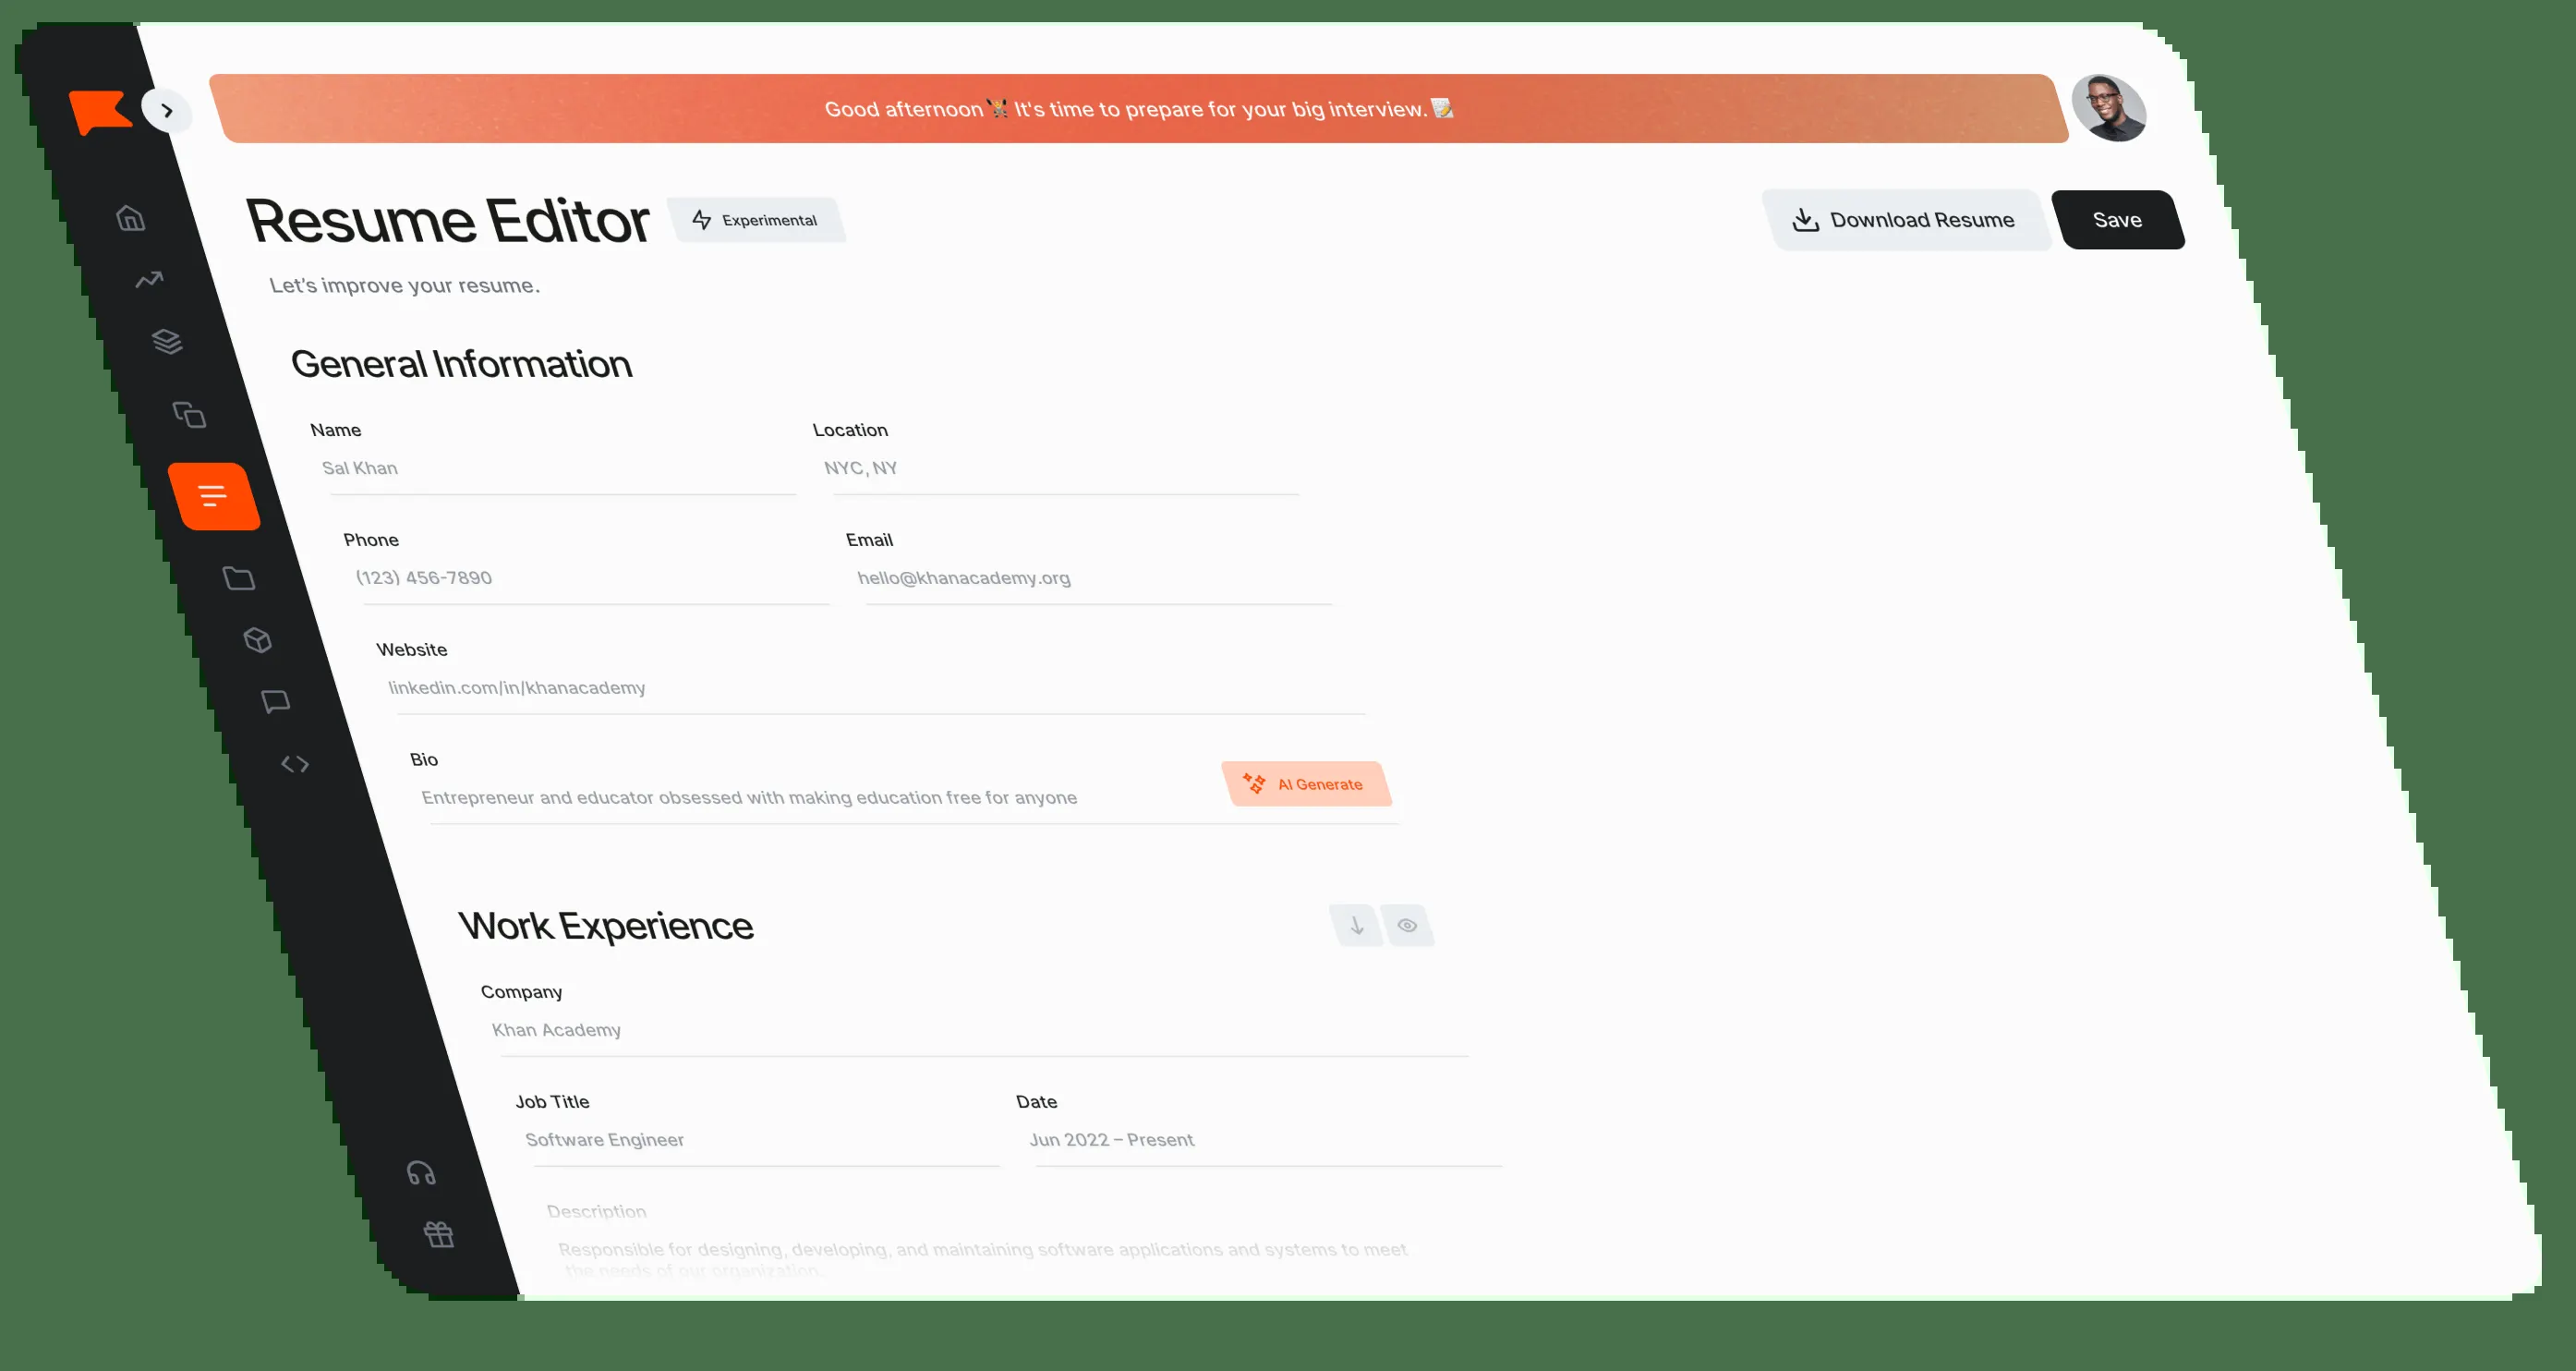 Good afternoon 🏋🏾 It's time to prepare for your big interview. 📝
Resume Editor
Experimental
Download Resume
Save
Let's improve your resume.
General Information
Name
Location
Sal Khan
NYC, NY
Phone
Email
(123) 456-7890
hello@khanacademy.org
Website
linkedin.com/in/khanacademy
Bio
Entrepreneur and educator obsessed with making education free for anyone
AI Generate
Work Experience
Company
Khan Academy
Job Title
Date
Software Engineer
Jun 2022 – Present
Description
Responsible for designing, developing, and maintaining software applications and systems to meet
the needs of our organization.